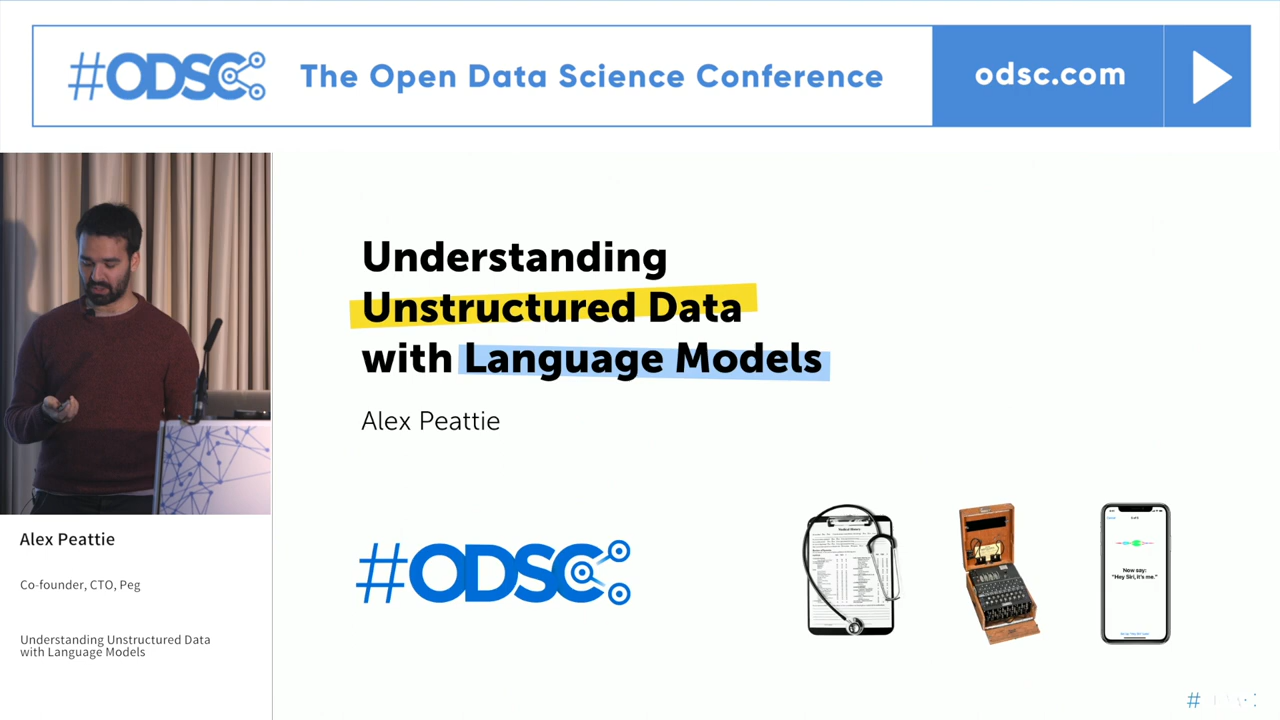 #ODSC
The Open Data Science Conference
odsc.com
Understanding
Unstructured Data
with Language Models
Alex Peattie
#ODSC
Now say:
"Hey Siri, it's me."
Alex Peattie
Co-founder, CTO, Peg
Understanding Unstructured Data
with Language Models
#